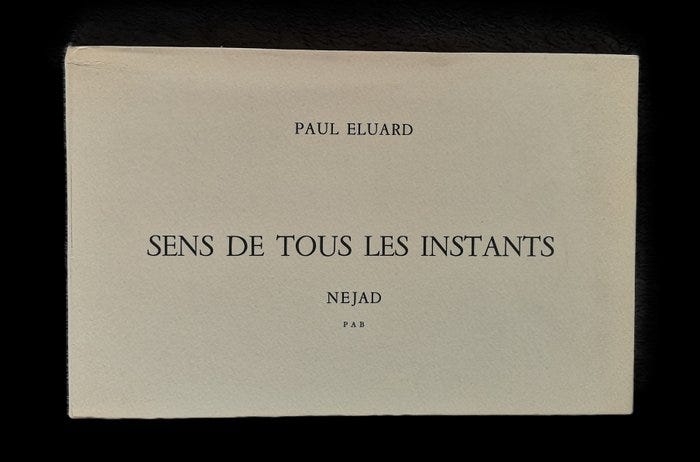 PAUL ELUARD
SENS DE TOUS LES INSTANTS
NEJAD
PAB